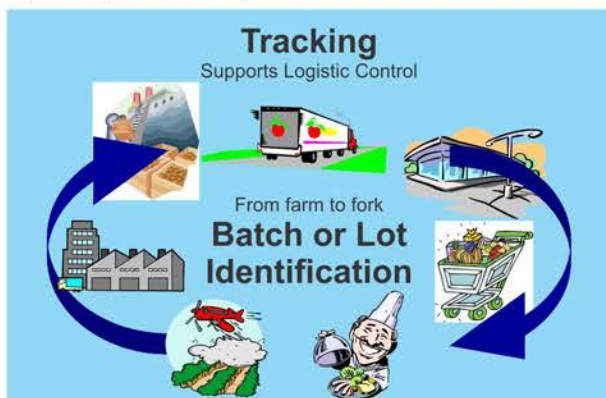 Tracking
Supports Logistic Control
From farm to fork
Batch or Lot
Identification